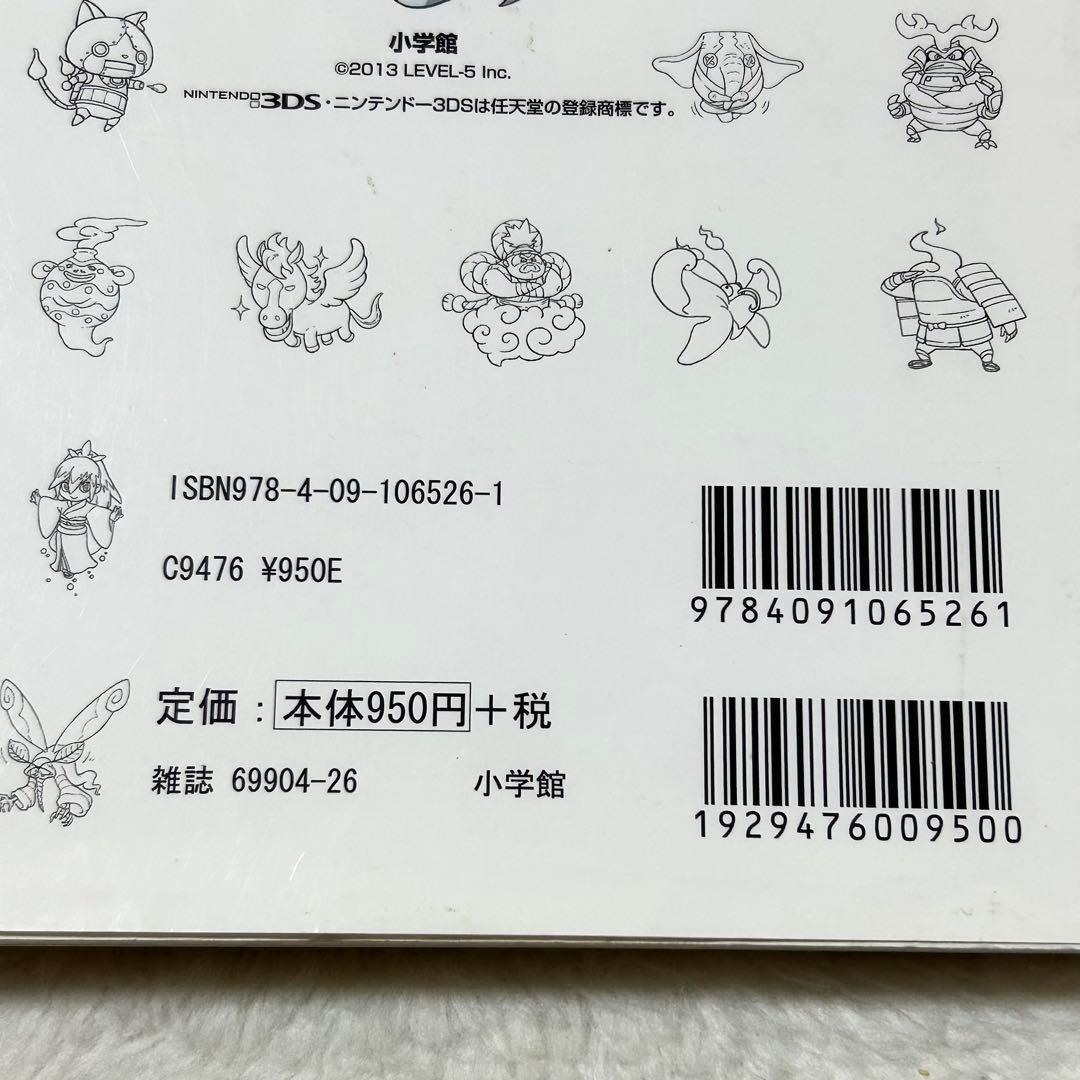 小学館
©2013 LEVEL-5 Inc.
NINTENDO 3DS・ニンテンドー3DSは任天堂の登録商標です。
ISBN978-4-09-106526-1
C9476 ¥950E
9784091065261
定価：本体950円+税
雑誌 69904-26 小学館
1929476009500